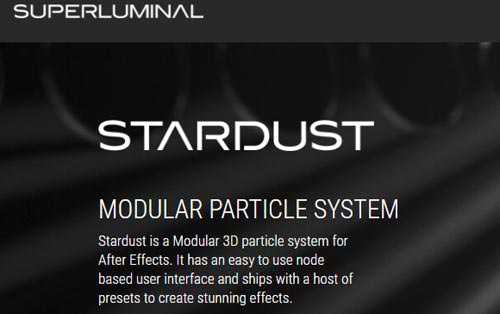 SUPERLUMINAL
STARDUST
MODULAR PARTICLE SYSTEM
Stardust is a Modular 3D particle system for
After Effects. It has an easy to use node
based user interface and ships with a host of
presets to create stunning effects.